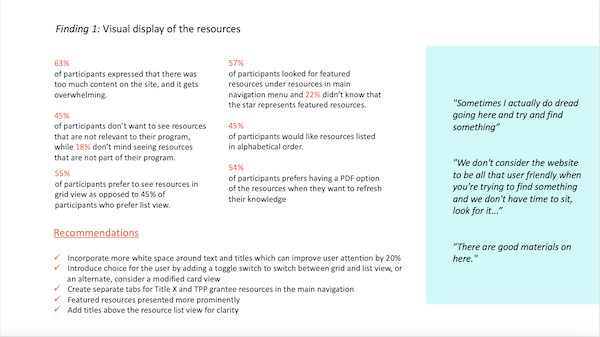 Finding 1: Visual display of the resources
63%
of participants expressed that there was
too much content on the site, and it gets
overwhelming.
45%
of participants don't want to see resources
that are not relevant to their program,
while 18% don't mind seeing resources
that are not part of their program.
55%
of participants prefer to see resources in
grid view as opposed to 45% of
participants who prefer list view.
57%
of participants looked for featured
resources under resources in main
navigation menu and 22% didn't know that
the star represents featured resources.
45%
of participants would like resources listed
in alphabetical order.
54%
of participants prefers having a PDF option
of the resources when they want to refresh
their knowledge
"Sometimes I actually do dread
going here and try and find
something"
"We don't consider the website
to be all that user friendly when
you're trying to find something
and we don't have time to sit,
look for it..."
"There are good materials on
here."
Recommendations
✓ Incorporate more white space around text and titles which can improve user attention by 20%
✓ Introduce choice for the user by adding a toggle switch to switch between grid and list view, or
an alternate, consider a modified card view
✓ Create separate tabs for Title X and TPP grantee resources in the main navigation
✓ Featured resources presented more prominently
✓ Add titles above the resource list view for clarity